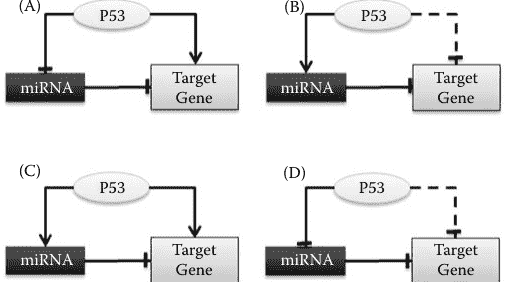 (A)
P53
miRNA
Target
Gene
(B)
P53
miRNA
Target
Gene
(C)
P53
miRNA
Target
Gene
(D)
P53
miRNA
Target
Gene